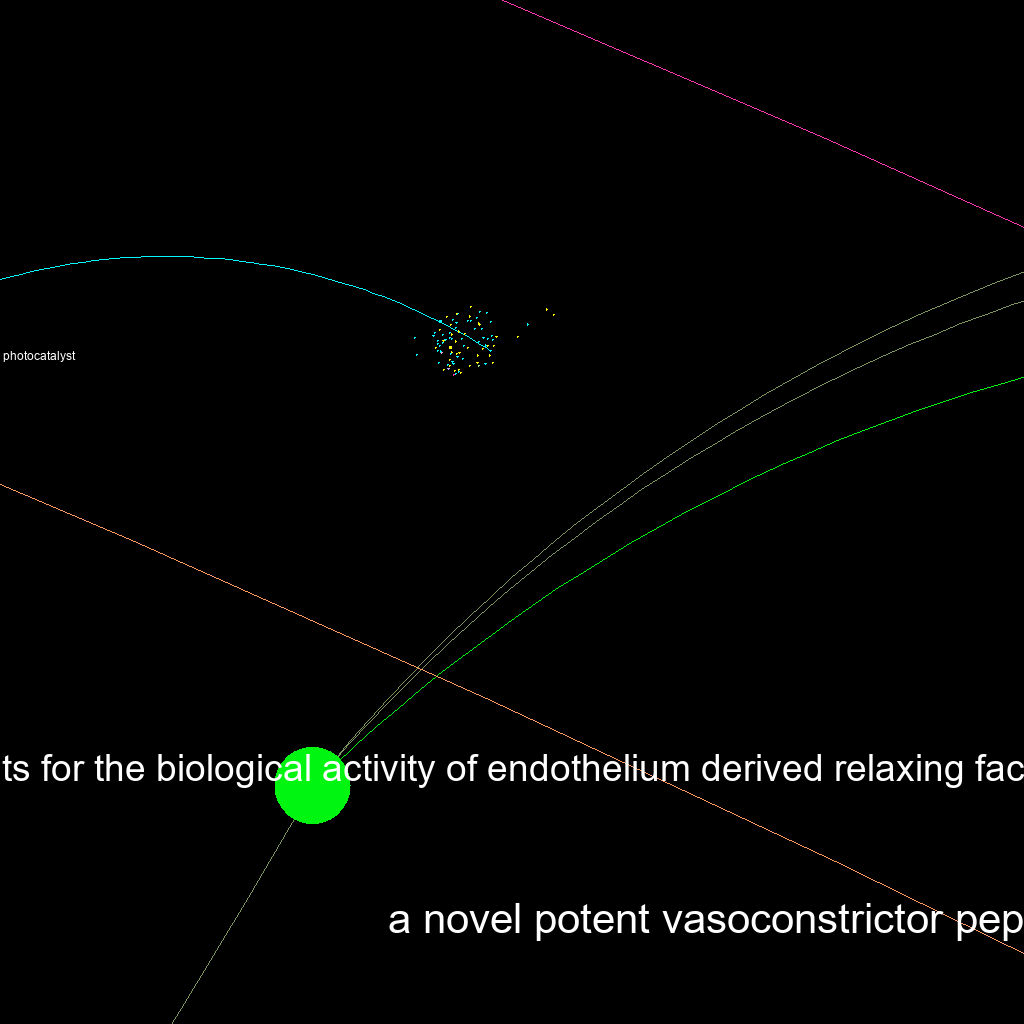 photocatalyst
ts for the biological activity of endothelium derived relaxing fac
a novel potent vasoconstrictor pep